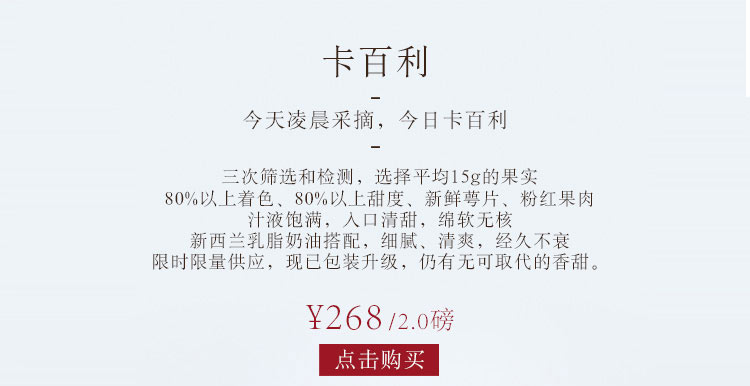 卡百利
今天凌晨采摘，今日卡百利
三次筛选和检测，选择平均15g的果实
80%以上着色、80%以上甜度、新鲜萼片、粉红果肉
汁液饱满，入口清甜，绵软无核
新西兰乳脂奶油搭配，细腻、清爽，经久不衰
限时限量供应，现已包装升级，仍有无可取代的香甜。
¥268/2.0磅
点击购买